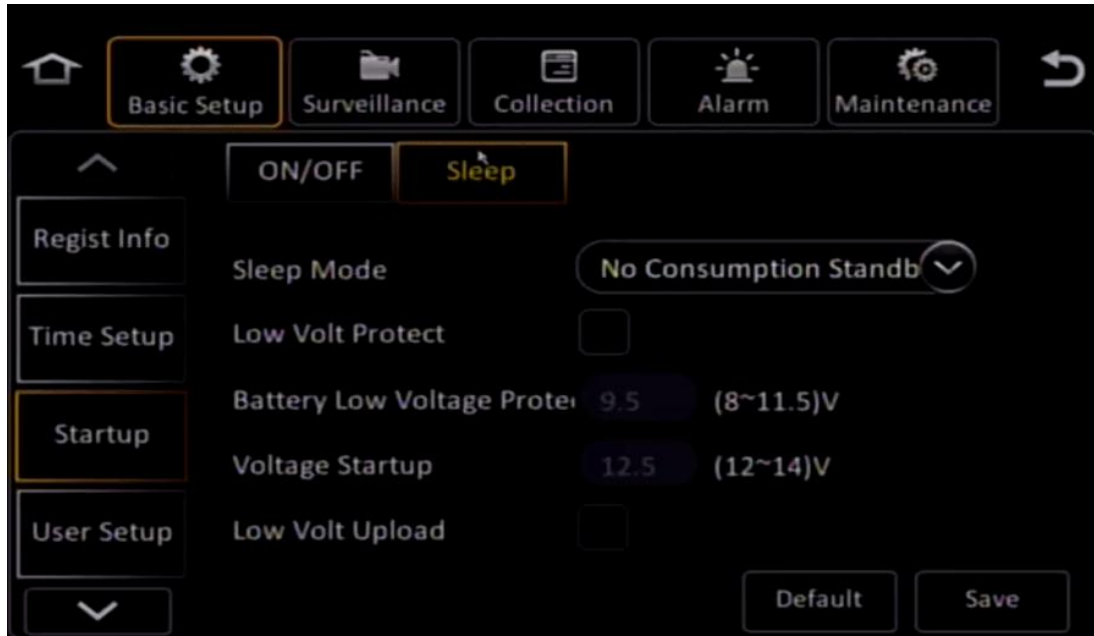 Basic Setup Surveillance Collection Alarm Maintenance
ON/OFF Sleep
Regist Info
Time Setup
Startup
User Setup
Sleep Mode No Consumption Standb
Low Volt Protect
Battery Low Voltage Prote 9.5 (8~11.5)V
Voltage Startup 12.5 (12~14)V
Low Volt Upload
Default Save